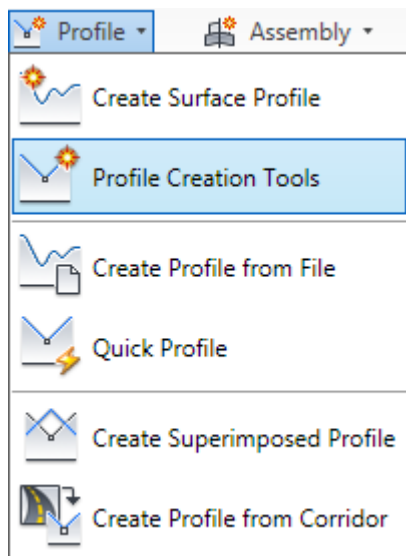 Profile Assembly
Create Surface Profile
Profile Creation Tools
Create Profile from File
Quick Profile
Create Superimposed Profile
Create Profile from Corridor